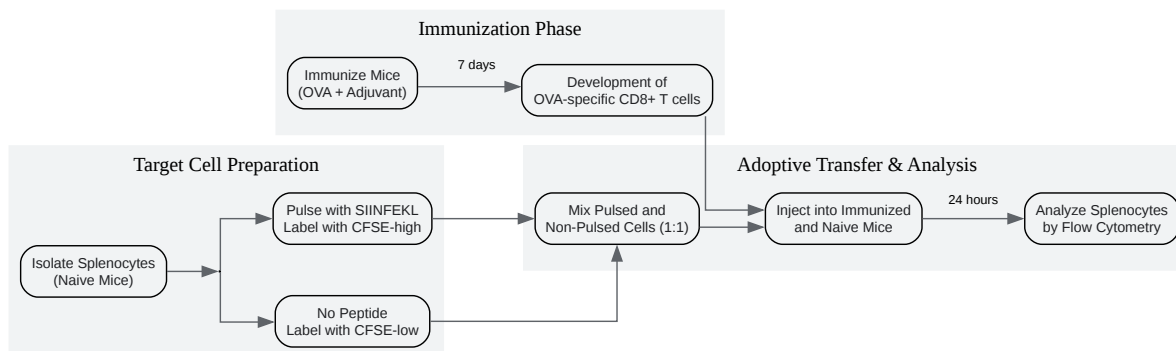 Immunization Phase
Immunize Mice
(OVA + Adjuvant)
7 days
Development of
OVA-specific CD8+ T cells
Target Cell Preparation
Isolate Splenocytes
(Naive Mice)
Pulse with SIINFEKL
Label with CFSE-high
No Peptide
Label with CFSE-low
Adoptive Transfer & Analysis
Mix Pulsed and
Non-Pulsed Cells (1:1)
Inject into Immunized
and Naive Mice
24 hours
Analyze Splenocytes
by Flow Cytometry